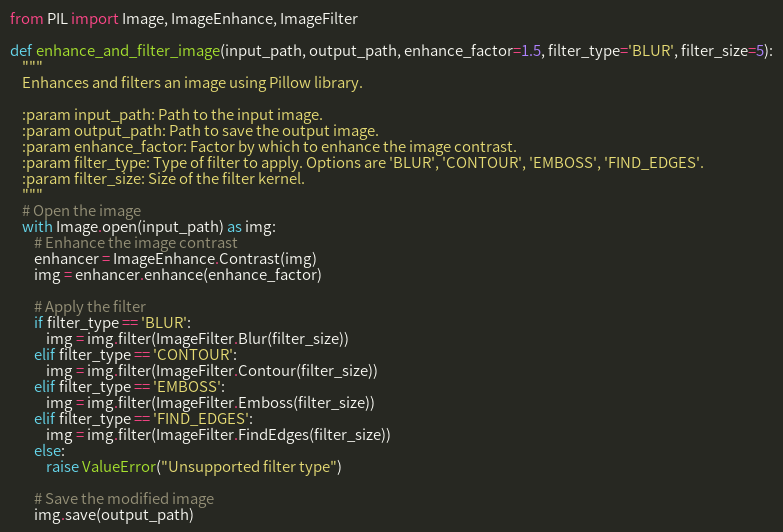 from PIL import Image, ImageEnhance, ImageFilter

def enhance_and_filter_image(input_path, output_path, enhance_factor=1.5, filter_type='BLUR', filter_size=5):
    """
    Enhances and filters an image using Pillow library.

    :param input_path: Path to the input image.
    :param output_path: Path to save the output image.
    :param enhance_factor: Factor by which to enhance the image contrast.
    :param filter_type: Type of filter to apply. Options are 'BLUR', 'CONTOUR', 'EMBOSS', 'FIND_EDGES'.
    :param filter_size: Size of the filter kernel.
    """
    # Open the image
    with Image.open(input_path) as img:
        # Enhance the image contrast
        enhancer = ImageEnhance.Contrast(img)
        img = enhancer.enhance(enhance_factor)

        # Apply the filter
        if filter_type == 'BLUR':
            img = img.filter(ImageFilter.Blur(filter_size))
        elif filter_type == 'CONTOUR':
            img = img.filter(ImageFilter.Contour(filter_size))
        elif filter_type == 'EMBOSS':
            img = img.filter(ImageFilter.Emboss(filter_size))
        elif filter_type == 'FIND_EDGES':
            img = img.filter(ImageFilter.FindEdges(filter_size))
        else:
            raise ValueError("Unsupported filter type")

        # Save the modified image
        img.save(output_path)